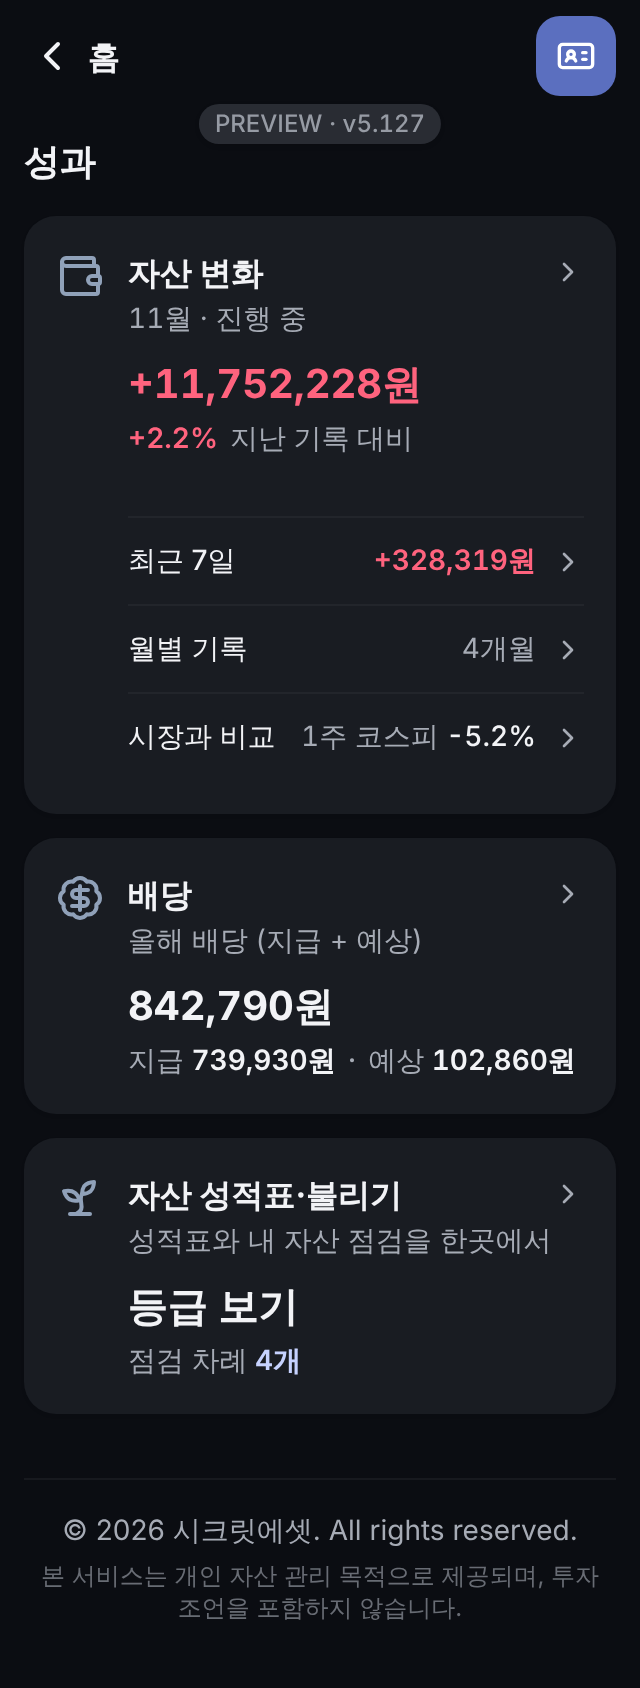 홈
PREVIEW · v5.127
성과
자산 변화
11월 · 진행 중
+11,752,228원
+2.2% 지난 기록 대비
최근 7일 +328,319원
월별 기록 4개월
시장과 비교 1주 코스피 -5.2%
배당
올해 배당 (지급 + 예상)
842,790원
지급 739,930원 · 예상 102,860원
자산 성적표·불리기
성적표와 내 자산 점검을 한곳에서
등급 보기
점검 차례 4개
© 2026 시크릿에셋. All rights reserved.
본 서비스는 개인 자산 관리 목적으로 제공되며, 투자
조언을 포함하지 않습니다.